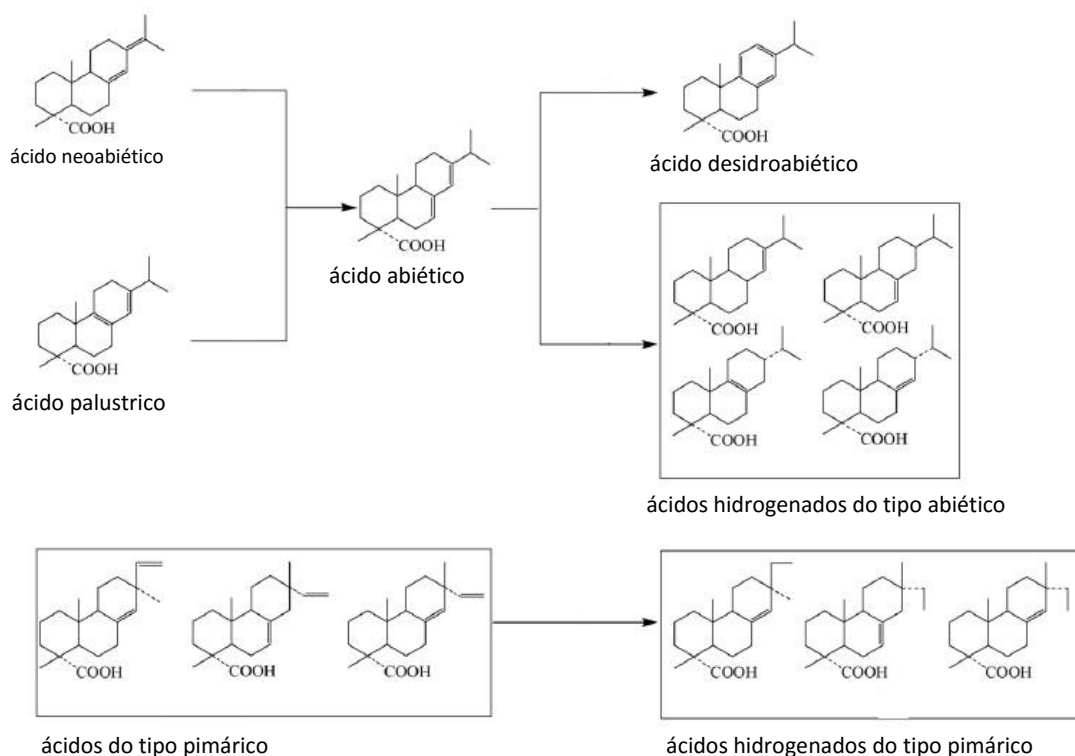 COOH
ácido neoabiético
COOH
ácido desidroabiético
COOH
ácido abiético
COOH
ácido palustrico
COOH
COOH
COOH
COOH
ácidos hidrogenados do tipo abiético
COOH
COOH
COOH
COOH
COOH
COOH
ácidos do tipo pimárico
ácidos hidrogenados do tipo pimárico